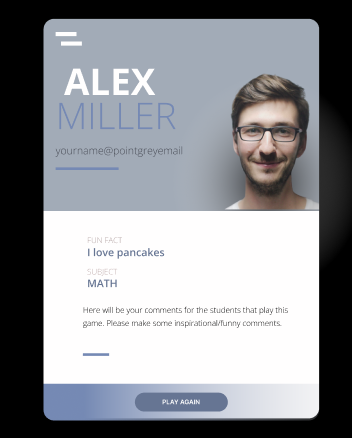 ALEX
MILLER
yourname@pointgreyemail
FUN FACT
I love pancakes
SUBJECT
MATH
Here will be your comments for the students that play this
game. Please make some inspirational/funny comments.
PLAY AGAIN